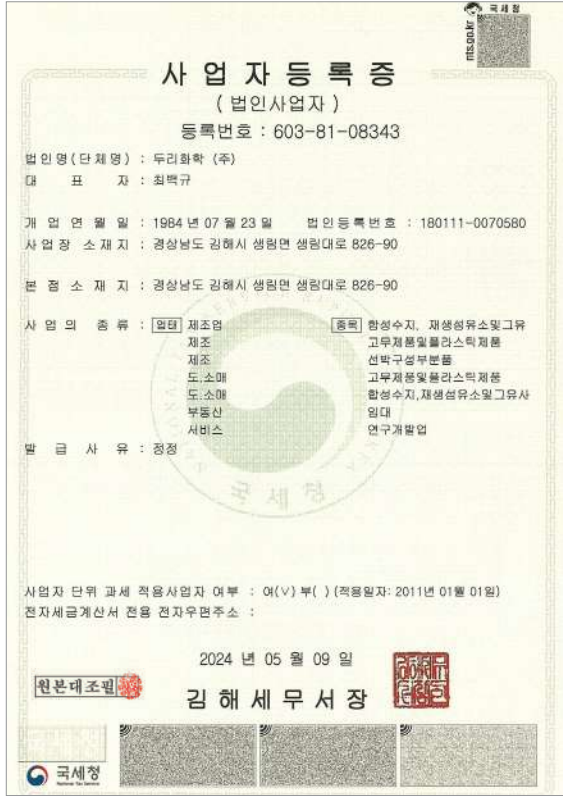 국세청
nts.go.kr
사업자등록증
(법인사업자)
등록번호 : 603-81-08343
법인명(단체명) : 두리화학 (주)
대 표 자 : 최백규
개 업 연 월 일 : 1984 년 07 월 23 일 법인등록번호 : 180111-0070580
사업장 소재지 : 경상남도 김해시 생림면 생림대로 826-90
본 점 소 재 지 : 경상남도 김해시 생림면 생림대로 826-90
사 업 의 종 류 : 업태 제조업 종목 합성수지, 재생섬유소및그유
제조 고무제품및플라스틱제품
제조 선박구성부분품
도.소매 고무제품및플라스틱제품
도.소매 합성수지,재생섬유소및그유사
부동산 임대
서비스 연구개발업
발 급 사 유 : 정정
국세청
사업자 단위 과세 적용사업자 여부 : 여(∨) 부( ) (적용일자: 2011년 01월 01일)
전자세금계산서 전용 전자우편주소 :
2024 년 05 월 09 일
원본대조필
김해세무서장
국세청
National Tax Service